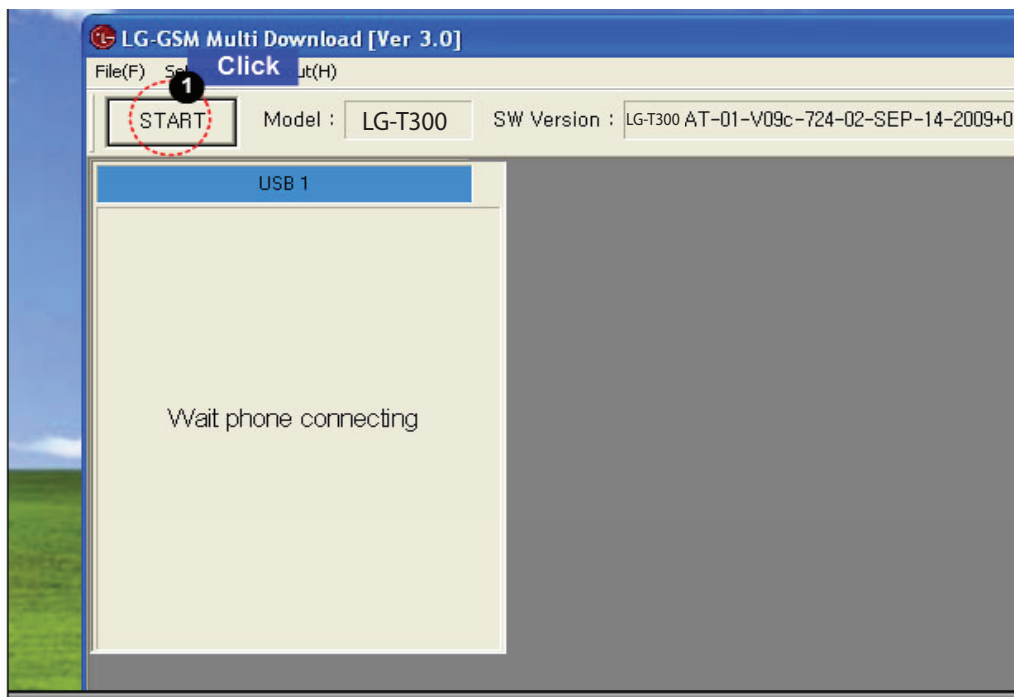 LG-GSM Multi Download [Ver 3.0]
File(F) Click ut(H)
1
START Model : LG-T300 SW Version : LG-T300 AT-01-V09c-724-02-SEP-14-2009+0
USB 1
Wait phone connecting